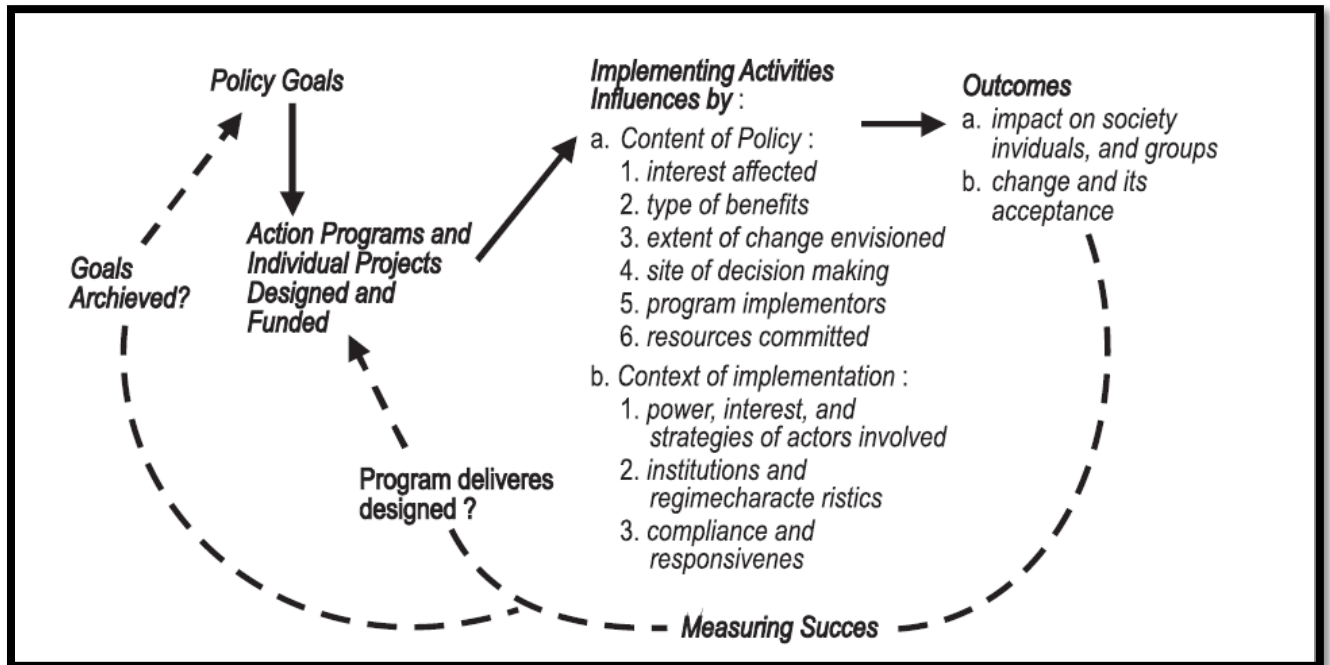 Policy Goals
Action Programs and
Individual Projects
Designed and
Funded
Goals
Archieved?
Program deliveres
designed ?
Implementing Activities
Influences by :
a. Content of Policy :
1. interest affected
2. type of benefits
3. extent of change envisioned
4. site of decision making
5. program implementors
6. resources committed
b. Context of implementation :
1. power, interest, and
strategies of actors involved
2. institutions and
regimecharacte ristics
3. compliance and
responsivenes
Outcomes
a. impact on society
inviduals, and groups
b. change and its
acceptance
Measuring Succes